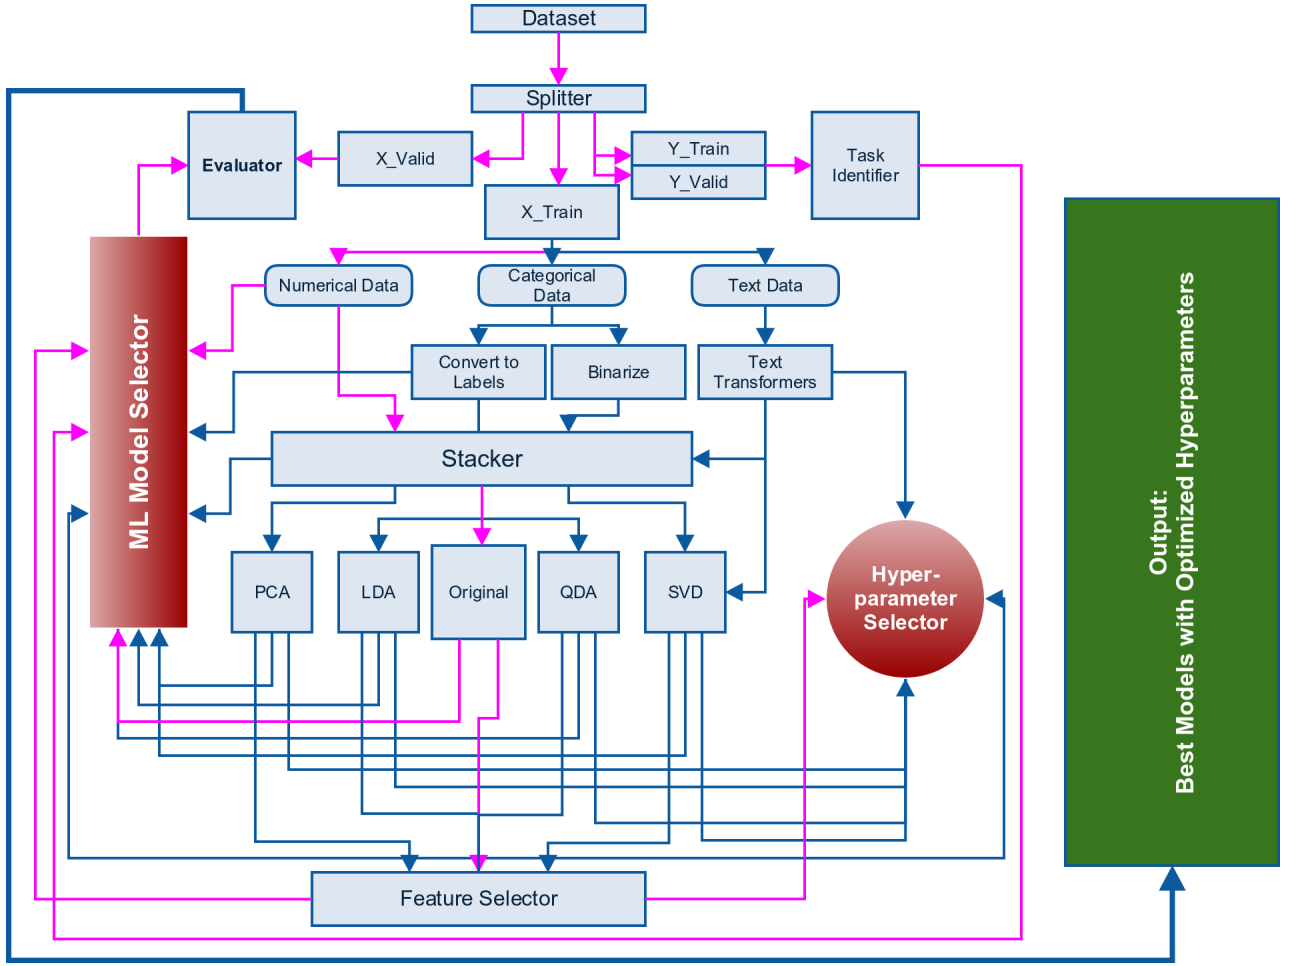 Dataset
Splitter
Evaluator
X_Valid
Y_Train
Y_Valid
Task
Identifier
X_Train
Numerical Data
Categorical
Data
Text Data
ML Model Selector
Convert to
Labels
Binarize
Text
Transformers
Stacker
PCA
LDA
Original
QDA
SVD
Hyper-
parameter
Selector
Output:
Best Models with Optimized Hyperparameters
Feature Selector